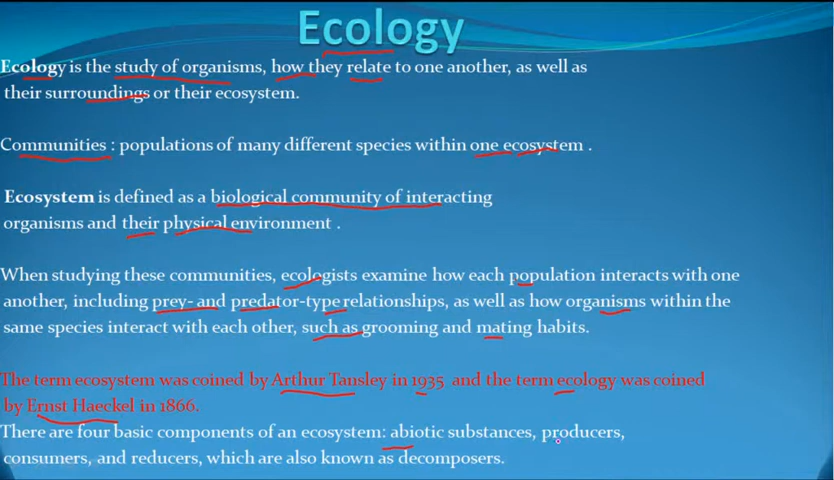 Ecology
Ecology is the study of organisms, how they relate to one another, as well as
their surroundings or their ecosystem.
Communities : populations of many different species within one ecosystem .
Ecosystem is defined as a biological community of interacting
organisms and their physical environment .
When studying these communities, ecologists examine how each population interacts with one
another, including prey- and predator-type relationships, as well as how organisms within the
same species interact with each other, such as grooming and mating habits.
The term ecosystem was coined by Arthur Tansley in 1935 and the term ecology was coined
by Ernst Haeckel in 1866.
There are four basic components of an ecosystem: abiotic substances, producers,
consumers, and reducers, which are also known as decomposers.